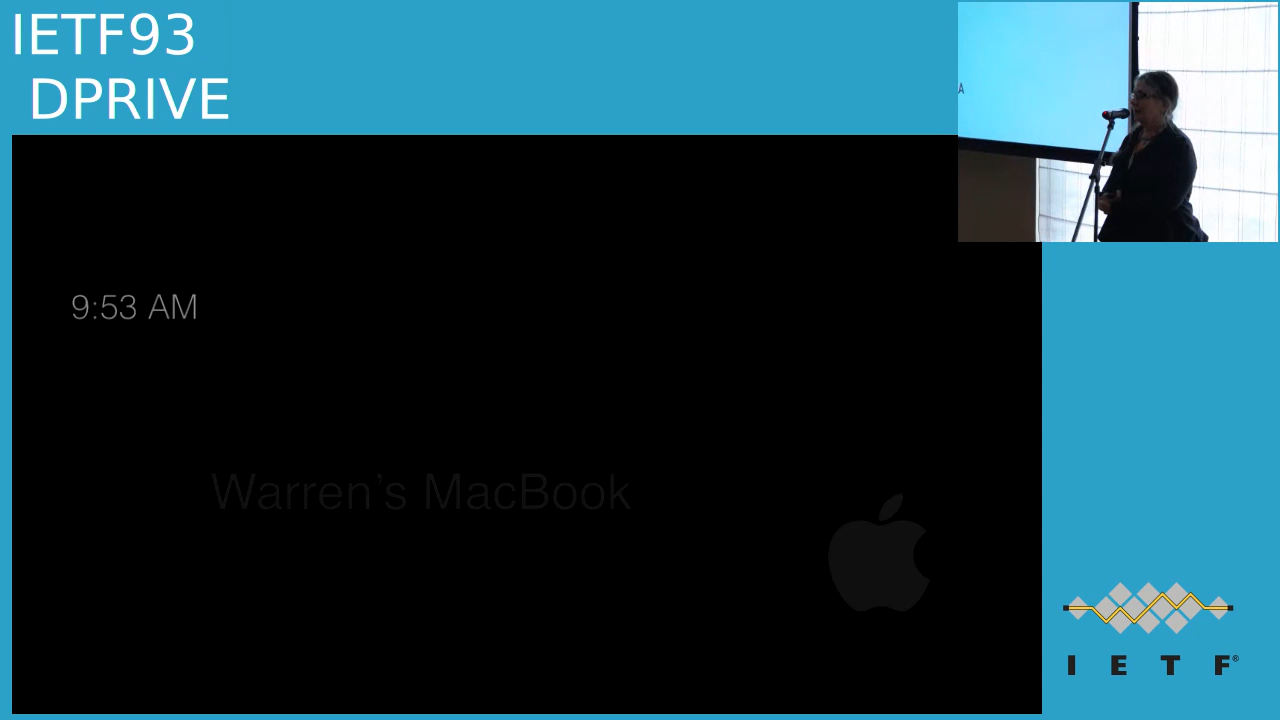 IETF93
DPRIVE
A
9:53 AM
Warren’s MacBook
I E T F®